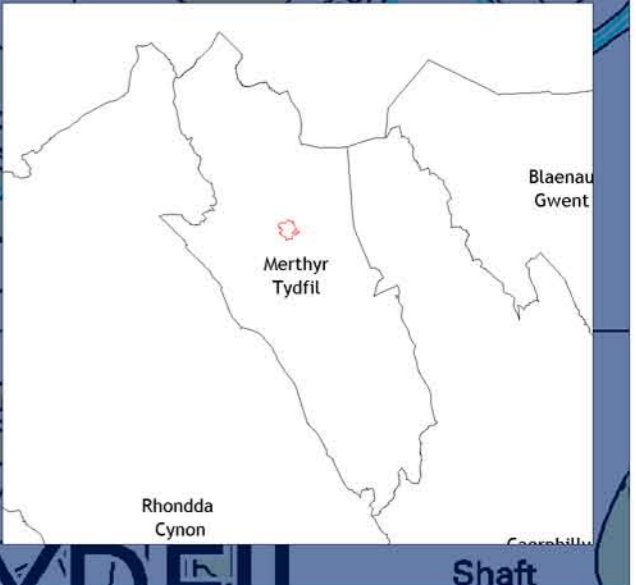 Blaenau
Gwent
Merthyr
Tydfil
Rhondda
Cynon
Shaft